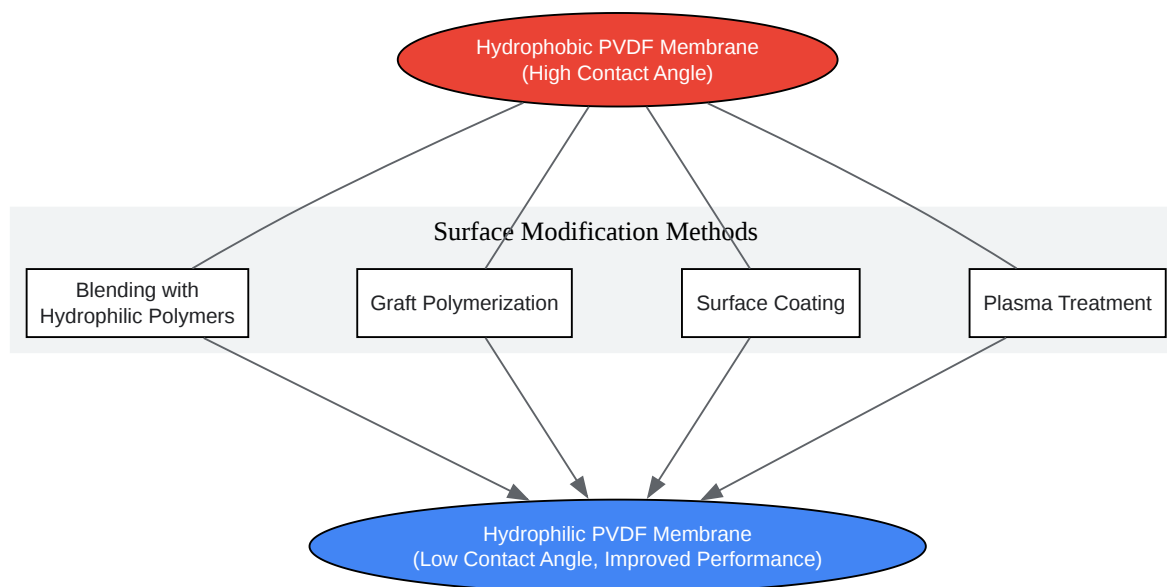 Hydrophobic PVDF Membrane
(High Contact Angle)
Surface Modification Methods
Blending with
Hydrophilic Polymers
Graft Polymerization
Surface Coating
Plasma Treatment
Hydrophilic PVDF Membrane
(Low Contact Angle, Improved Performance)